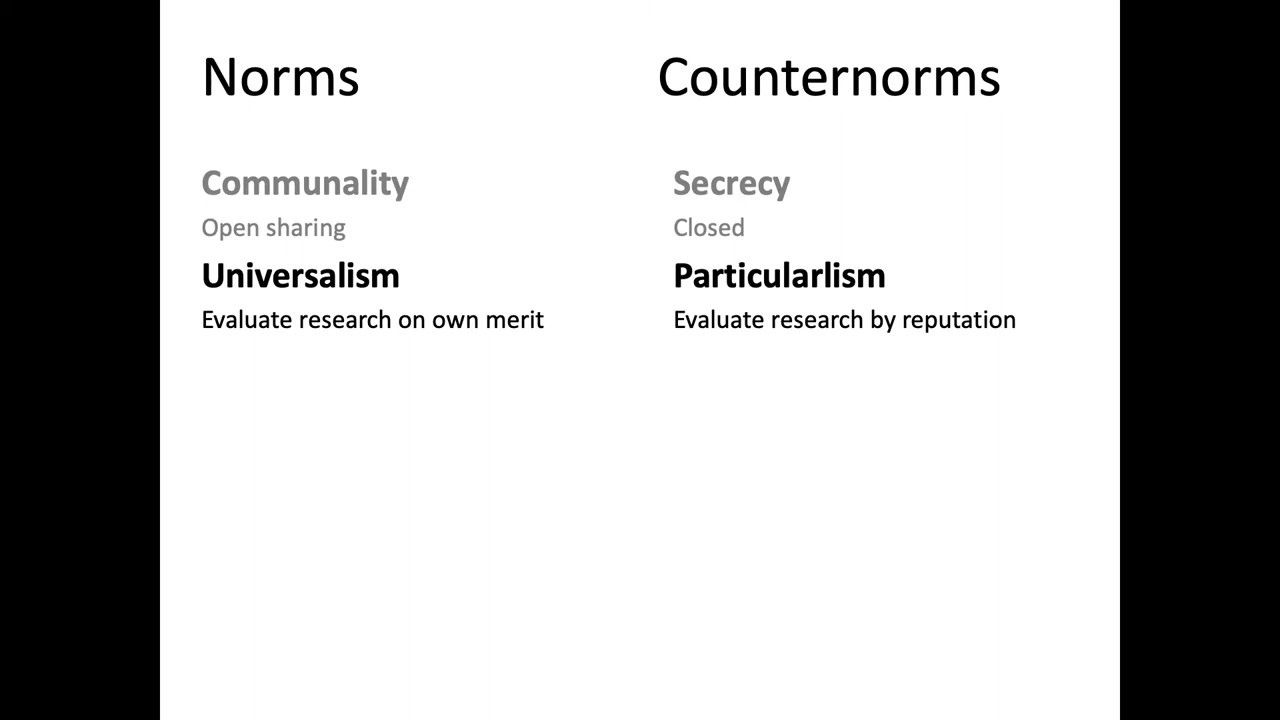 Norms
Counternorms
Communality
Secrecy
Open sharing
Closed
Universalism
Particularlism
Evaluate research on own merit
Evaluate research by reputation